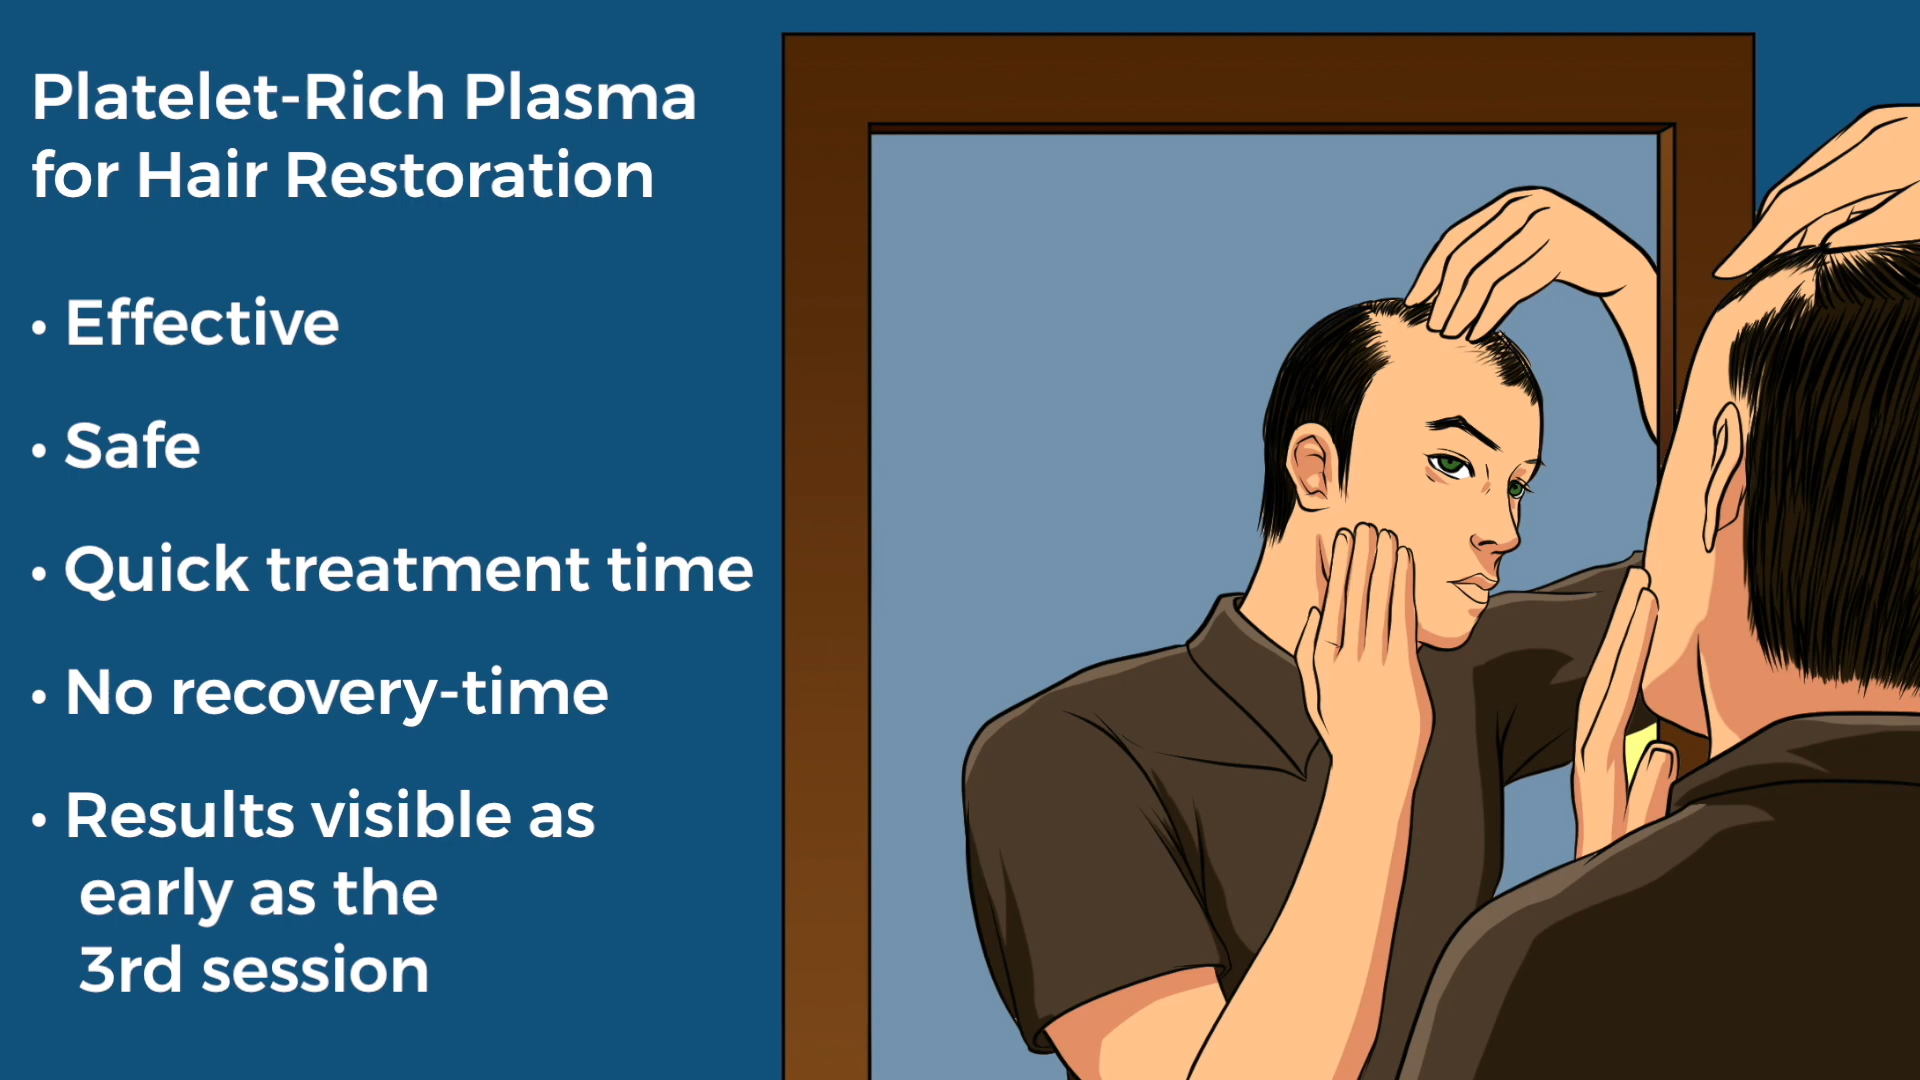 Platelet-Rich Plasma
for Hair Restoration
• Effective
• Safe
• Quick treatment time
• No recovery-time
• Results visible as
early as the
3rd session